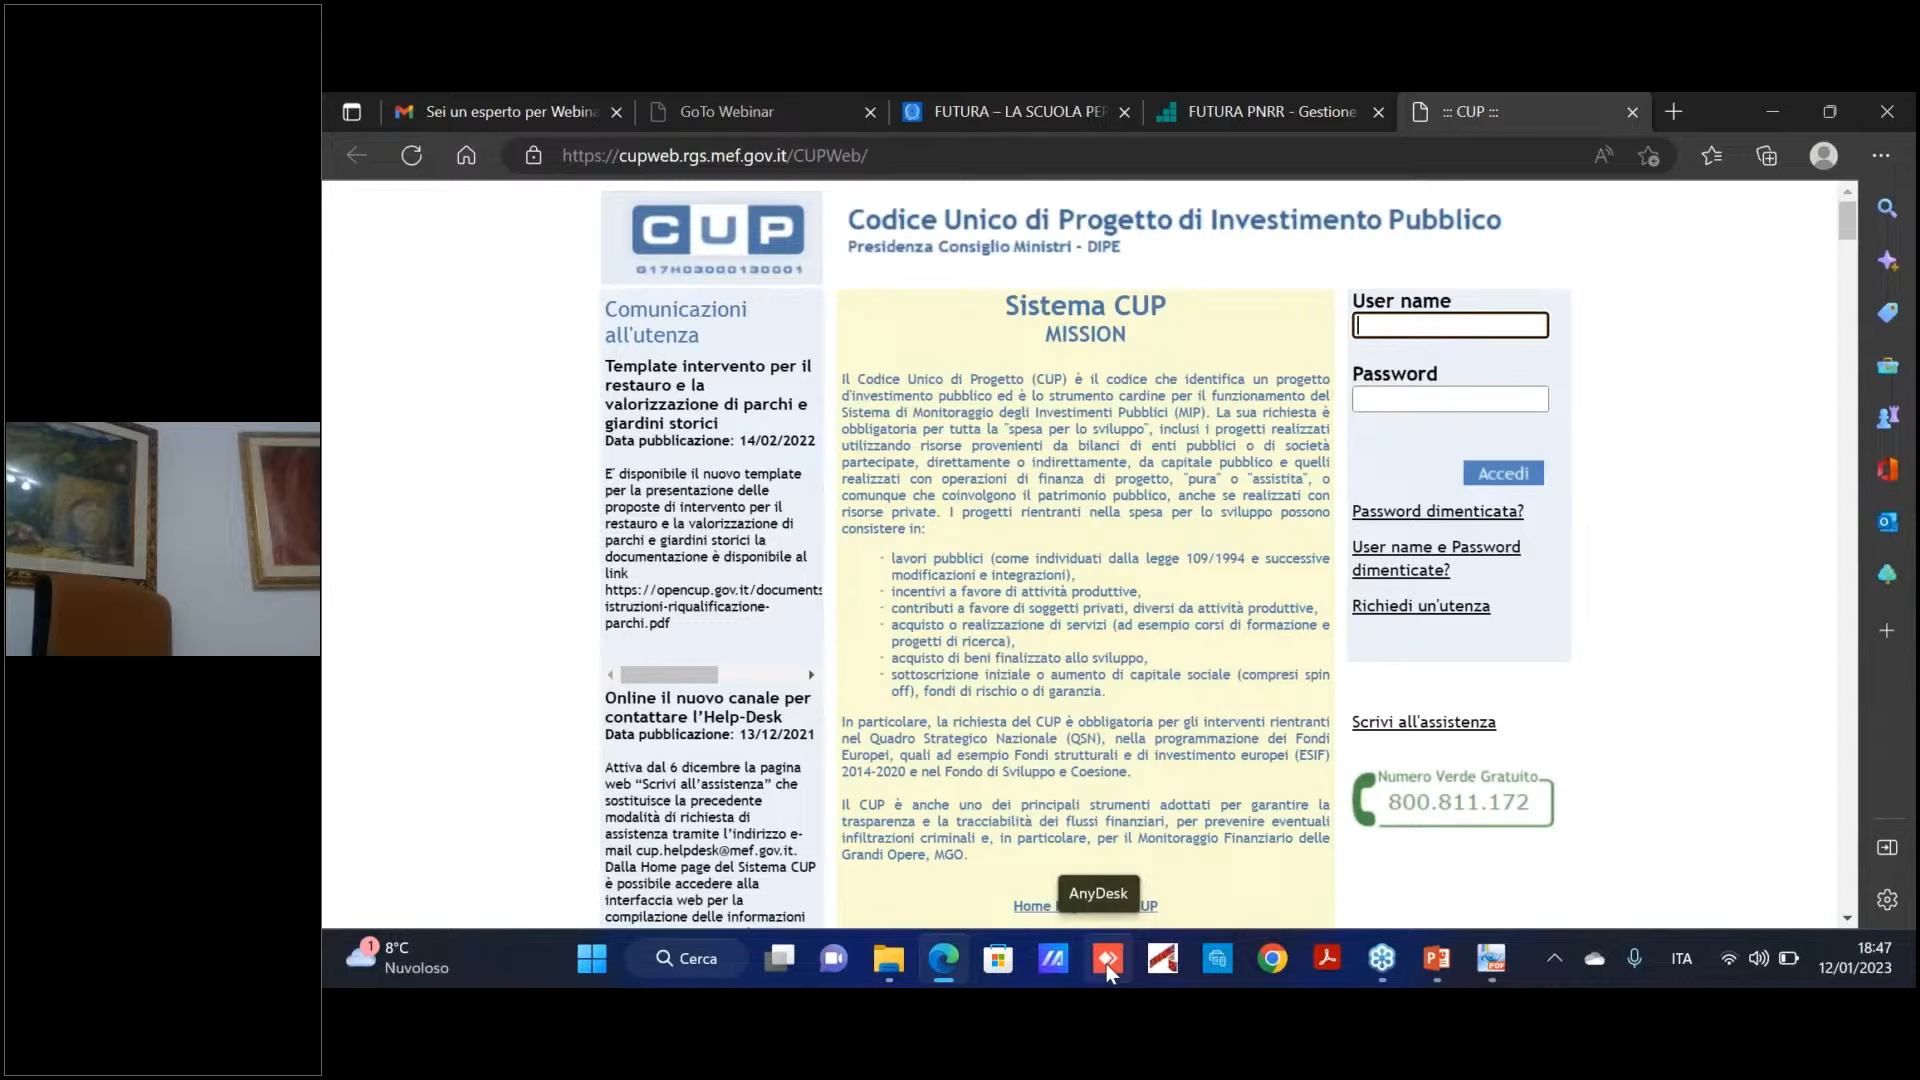 Sei un esperto per Webina
GoTo Webinar
FUTURA – LA SCUOLA PE
FUTURA PNRR - Gestione
::: CUP :::
https://cupweb.rgs.mef.gov.it/CUPWeb/
CUP
G17H03000130001
Codice Unico di Progetto di Investimento Pubblico
Presidenza Consiglio Ministri - DIPE
Comunicazioni
all'utenza
Template intervento per il
restauro e la
valorizzazione di parchi e
giardini storici
Data pubblicazione: 14/02/2022
E' disponibile il nuovo template
per la presentazione delle
proposte di intervento per il
restauro e la valorizzazione di
parchi e giardini storici la
documentazione è disponibile al
link
https://opencup.gov.it/documents
istruzioni-riqualificazione-
parchi.pdf
Online il nuovo canale per
contattare l’Help-Desk
Data pubblicazione: 13/12/2021
Attiva dal 6 dicembre la pagina
web “Scrivi all’assistenza” che
sostituisce la precedente
modalità di richiesta di
assistenza tramite l’indirizzo e-
mail cup.helpdesk@mef.gov.it.
Dalla Home page del Sistema CUP
è possibile accedere alla
interfaccia web per la
compilazione delle informazioni
Sistema CUP
MISSION
Il Codice Unico di Progetto (CUP) è il codice che identifica un progetto
d'investimento pubblico ed è lo strumento cardine per il funzionamento del
Sistema di Monitoraggio degli Investimenti Pubblici (MIP). La sua richiesta è
obbligatoria per tutta la "spesa per lo sviluppo", inclusi i progetti realizzati
utilizzando risorse provenienti da bilanci di enti pubblici o di società
partecipate, direttamente o indirettamente, da capitale pubblico e quelli
realizzati con operazioni di finanza di progetto, "pura" o "assistita", o
comunque che coinvolgono il patrimonio pubblico, anche se realizzati con
risorse private. I progetti rientranti nella spesa per lo sviluppo possono
consistere in:
- lavori pubblici (come individuati dalla legge 109/1994 e successive
modificazioni e integrazioni),
- incentivi a favore di attività produttive,
- contributi a favore di soggetti privati, diversi da attività produttive,
- acquisto o realizzazione di servizi (ad esempio corsi di formazione e
progetti di ricerca),
- acquisto di beni finalizzato allo sviluppo,
- sottoscrizione iniziale o aumento di capitale sociale (compresi spin
off), fondi di rischio o di garanzia.
In particolare, la richiesta del CUP è obbligatoria per gli interventi rientranti
nel Quadro Strategico Nazionale (QSN), nella programmazione dei Fondi
Europei, quali ad esempio Fondi strutturali e di investimento europei (ESIF)
2014-2020 e nel Fondo di Sviluppo e Coesione.
Il CUP è anche uno dei principali strumenti adottati per garantire la
trasparenza e la tracciabilità dei flussi finanziari, per prevenire eventuali
infiltrazioni criminali e, in particolare, per il Monitoraggio Finanziario delle
Grandi Opere, MGO.
Home
UP
AnyDesk
User name
Password
Accedi
Password dimenticata?
User name e Password
dimenticate?
Richiedi un'utenza
Scrivi all'assistenza
Numero Verde Gratuito
800.811.172
1
8°C
Nuvoloso
Cerca
ITA
18:47
12/01/2023